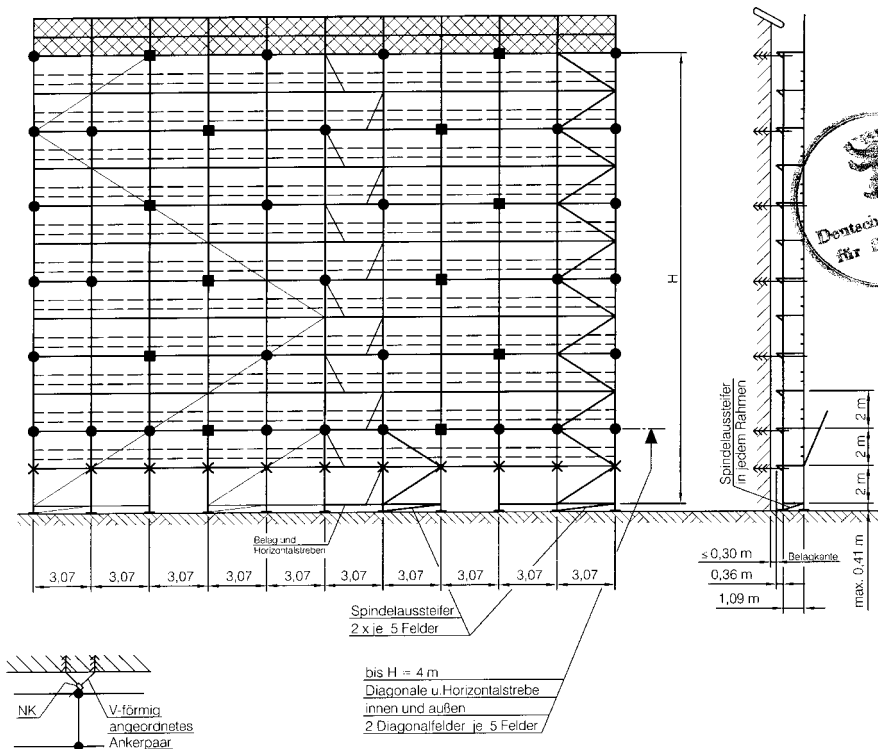 H
Deutsch
für
Spindelaussteifer
in jedem Rahmen
2 m
2 m
2 m
max. 0,41 m
Belag und
Horizontalstreben
≤ 0,30 m
Belagkante
0,36 m
1,09 m
3,07 3,07 3,07 3,07 3,07 3,07 3,07 3,07 3,07 3,07
Spindelaussteifer
2 x je 5 Felder
bis H = 4 m
Diagonale u. Horizontalstrebe
innen und außen
2 Diagonalfelder je 5 Felder
NK
V-förmig
angeordnetes
Ankerpaar